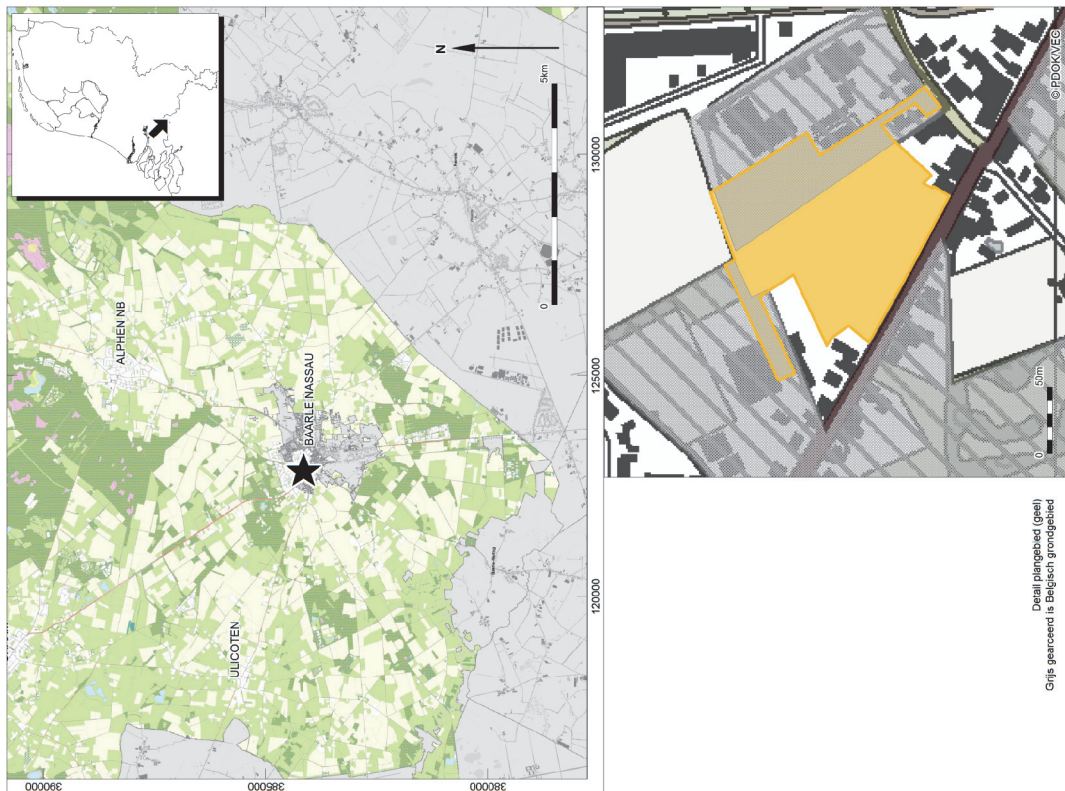 ALPHEN NB
ULICOTEN
BAARLE NASSAU
N
0
5km
390000
385000
380000
120000
125000
130000
Detail plangebied (geel)
Grijs gearceerd is Belgisch grondgebied
0
50m
© PDOK/VEC